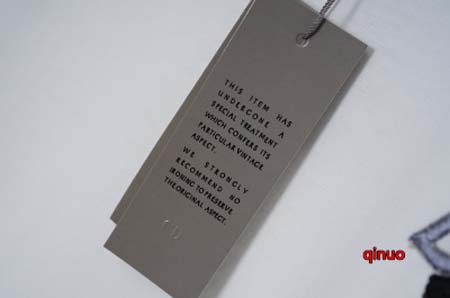 THIS ITEM HAS
UNDERGONE A
SPECIAL TREATMENT
WHICH CONFERS ITS
PARTICULAR VINTAGE
ASPECT.
WE STRONGLY
RECOMMEND NO
IRONING TO PRESERVE
THE ORIGINAL ASPECT.
qinuo